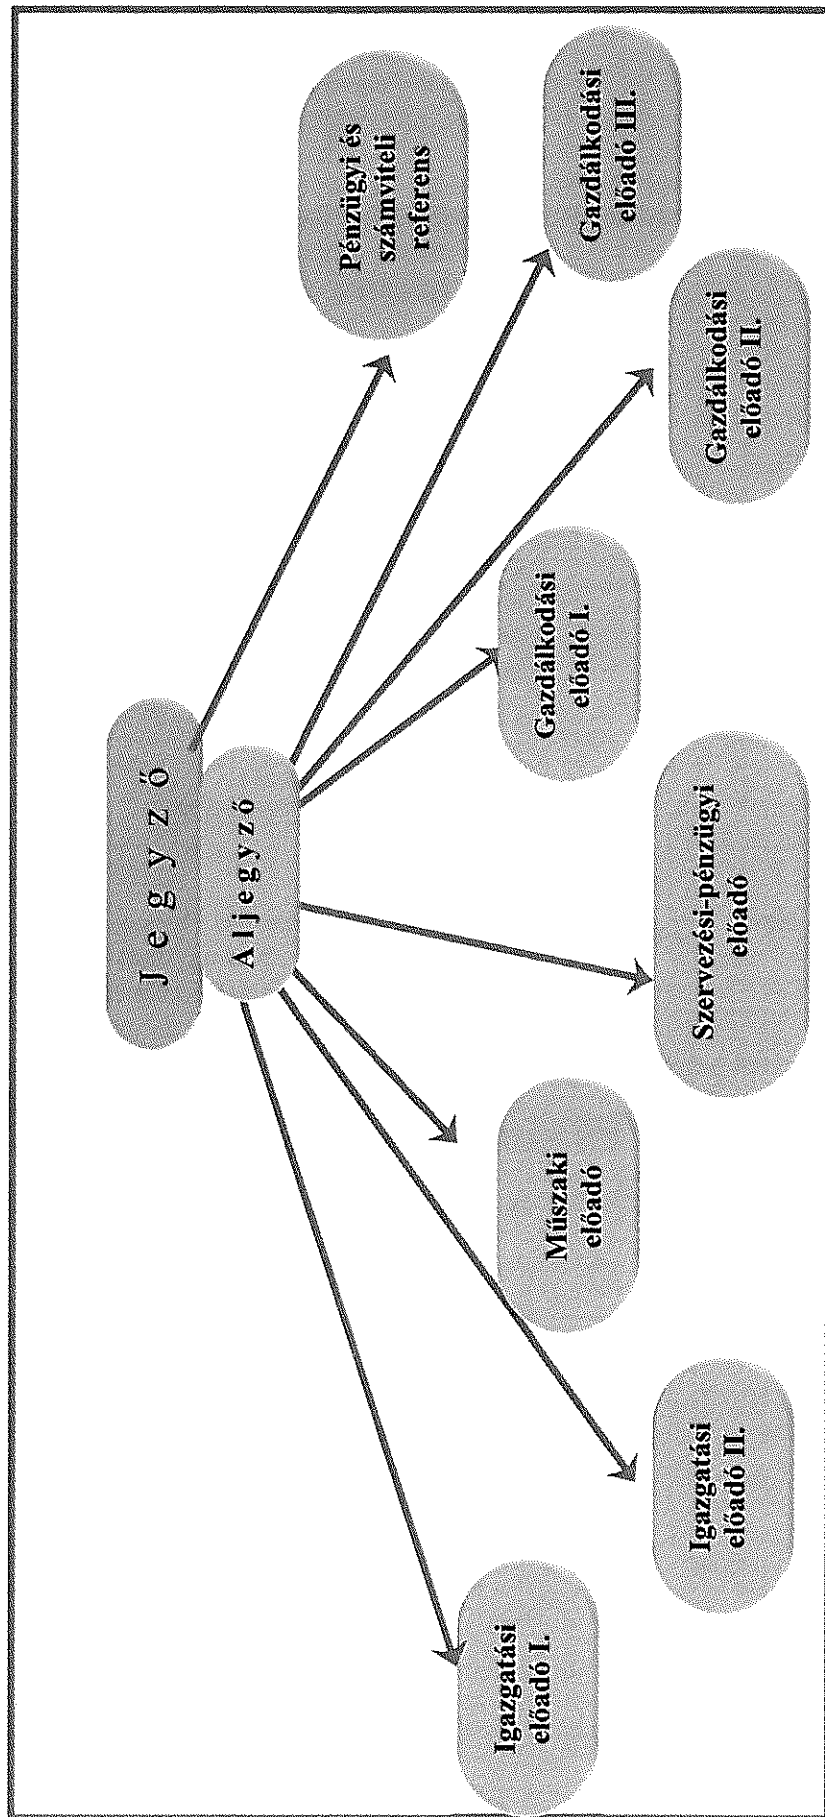 Jegyző
Aljegyző
Pénzügyi és
számviteli
referens
Igazgatási
előadó I.
Műszaki
előadó
Gazdálkodási
előadó I.
Gazdálkodási
előadó III.
Igazgatási
előadó II.
Szervezési-pénzügyi
előadó
Gazdálkodási
előadó II.